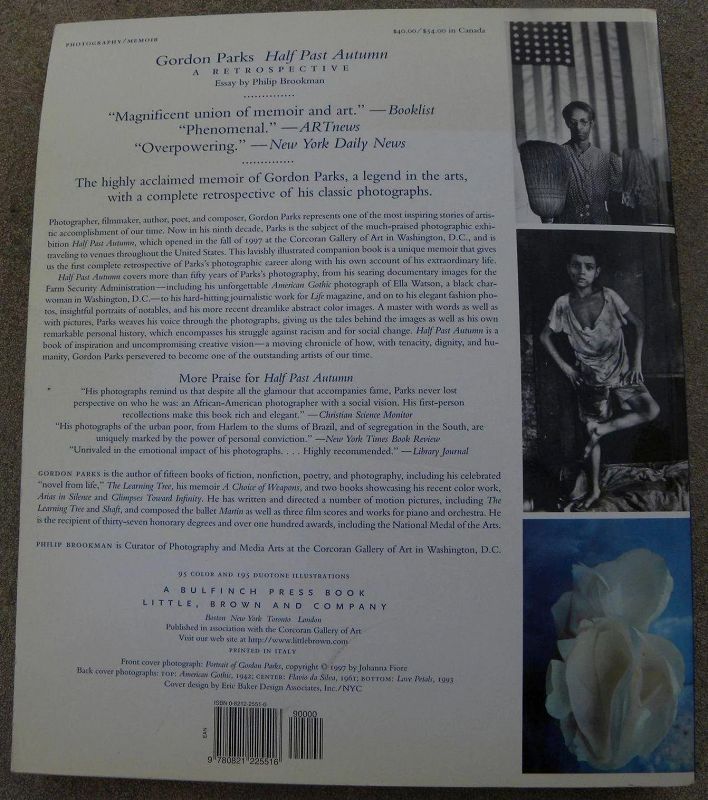 PHOTOGRAPHY/MEMOIR
$40.00/$54.00 in Canada
Gordon Parks Half Past Autumn
A RETROSPECTIVE
Essay by Philip Brookman
“Magnificent union of memoir and art.” —Booklist
“Phenomenal.” —ARTnews
“Overpowering.” —New York Daily News
The highly acclaimed memoir of Gordon Parks, a legend in the arts,
with a complete retrospective of his classic photographs.
Photographer, filmmaker, author, poet, and composer, Gordon Parks represents one of the most inspiring stories of artis-
tic accomplishment of our time. Now in his ninth decade, Parks is the subject of the much-praised photographic exhi-
bition Half Past Autumn, which opened in the fall of 1997 at the Corcoran Gallery of Art in Washington, D.C., and is
traveling to venues throughout the United States. This lavishly illustrated companion book is a unique memoir that gives
us the first complete retrospective of Parks's photographic career along with his own account of his extraordinary life.
Half Past Autumn covers more than fifty years of Parks's photography, from his searing documentary images for the
Farm Security Administration—including his unforgettable American Gothic photograph of Ella Watson, a black char-
woman in Washington, D.C.—to his hard-hitting journalistic work for Life magazine, and on to his elegant fashion pho-
tos, insightful portraits of notables, and his more recent dreamlike abstract color images. A master with words as well as
with pictures, Parks weaves his voice through the photographs, giving us the tales behind the images as well as his own
remarkable personal history, which encompasses his struggle against racism and for social change. Half Past Autumn is a
book of inspiration and uncompromising creative vision—a moving chronicle of how, with tenacity, dignity, and hu-
manity, Gordon Parks persevered to become one of the outstanding artists of our time.
More Praise for Half Past Autumn
“His photographs remind us that despite all the glamour that accompanies fame, Parks never lost
perspective on who he was: an African-American photographer with a social vision. His first-person
recollections make this book rich and elegant.” —Christian Science Monitor
“His photographs of the urban poor, from Harlem to the slums of Brazil, and of segregation in the South, are
uniquely marked by the power of personal conviction.” —New York Times Book Review
“Unrivaled in the emotional impact of his photographs. . . . Highly recommended.” —Library Journal
GORDON PARKS is the author of fifteen books of fiction, nonfiction, poetry, and photography, including his celebrated
“novel from life,” The Learning Tree, his memoir A Choice of Weapons, and two books showcasing his recent color work,
Arias in Silence and Glimpses Toward Infinity. He has written and directed a number of motion pictures, including The
Learning Tree and Shaft, and composed the ballet Martin as well as three film scores and works for piano and orchestra. He
is the recipient of thirty-seven honorary degrees and over one hundred awards, including the National Medal of the Arts.
PHILIP BROOKMAN is Curator of Photography and Media Arts at the Corcoran Gallery of Art in Washington, D.C.
95 COLOR AND 195 DUOTONE ILLUSTRATIONS
A BULFINCH PRESS BOOK
LITTLE, BROWN AND COMPANY
Boston New York Toronto London
Published in association with the Corcoran Gallery of Art
Visit our web site at http://www.littlebrown.com
PRINTED IN ITALY
Front cover photograph: Portrait of Gordon Parks, copyright © 1997 by Johanna Fiore
Back cover photographs: TOP: American Gothic, 1942; CENTER: Flavio da Silva, 1961; BOTTOM: Love Petals, 1993
Cover design by Eric Baker Design Associates, Inc./NYC
ISBN 0-8212-2551-6
90000
EAN
9 780821 225516